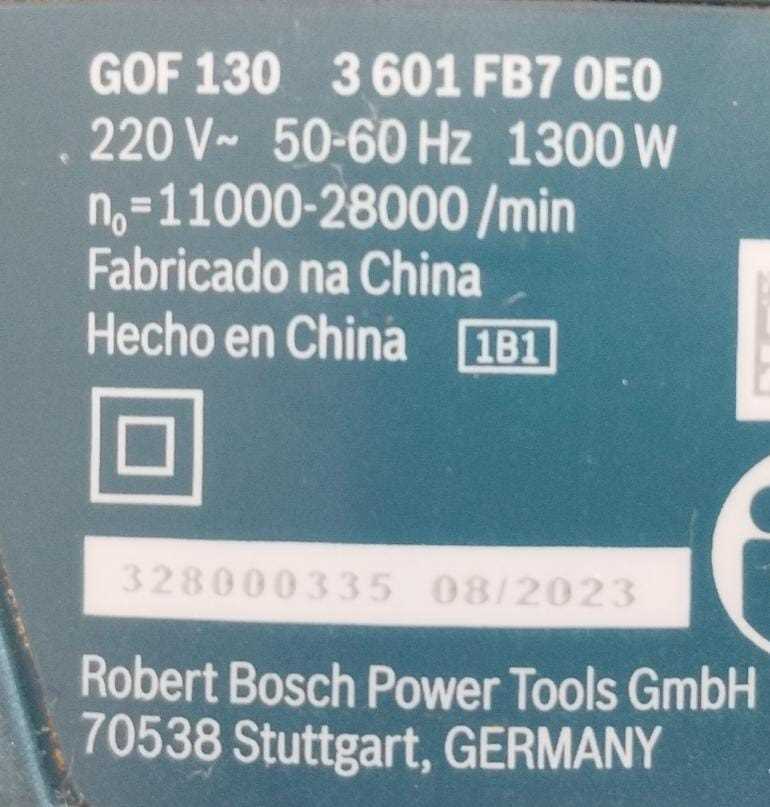 GOF 130 3 601 FB7 0E0
220 V~ 50-60 Hz 1300 W
n₀=11000-28000 /min
Fabricado na China
Hecho en China 1B1
328000335 08/2023
Robert Bosch Power Tools GmbH
70538 Stuttgart, GERMANY